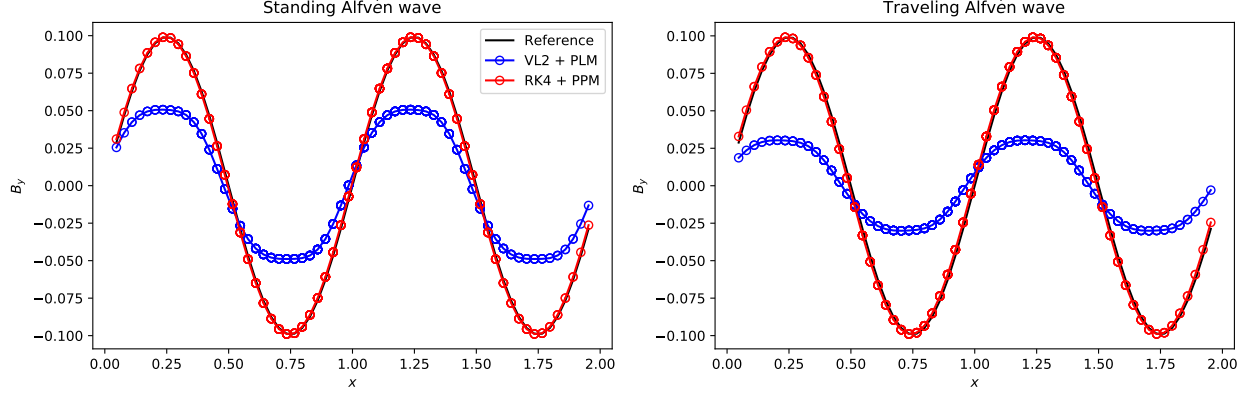 Standing Alfvén wave
0.100
0.075
0.050
0.025
0.000
−0.025
−0.050
−0.075
−0.100
B_y
0.00 0.25 0.50 0.75 1.00 1.25 1.50 1.75 2.00
x
Reference
VL2 + PLM
RK4 + PPM
Traveling Alfvén wave
0.100
0.075
0.050
0.025
0.000
−0.025
−0.050
−0.075
−0.100
B_y
0.00 0.25 0.50 0.75 1.00 1.25 1.50 1.75 2.00
x